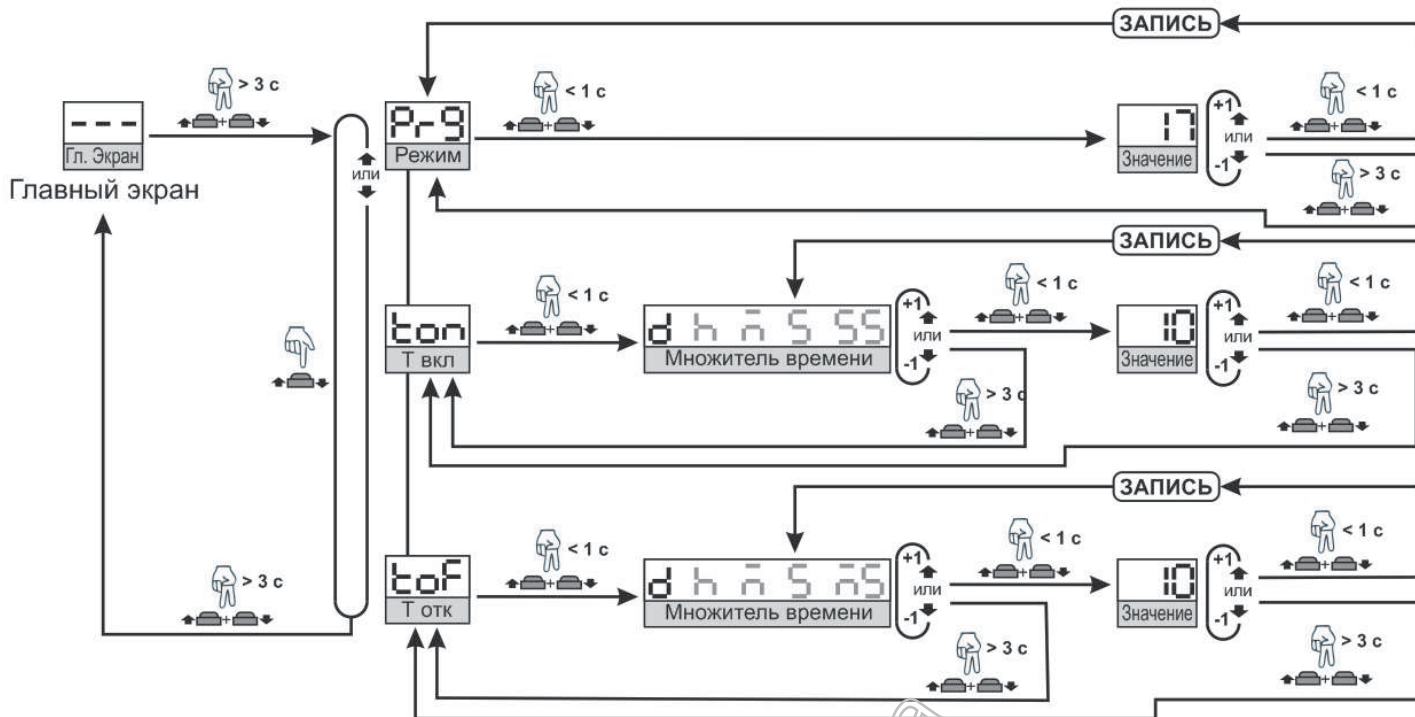 ЗАПИСЬ
> 3 с
< 1 с
< 1 с
---
Гл. Экран
Главный экран
или
Prg
Режим
17
Значение
+1
или
-1
> 3 с
ЗАПИСЬ
< 1 с
< 1 с
< 1 с
ton
Т вкл
d h n S SS
Множитель времени
+1
или
-1
10
Значение
+1
или
-1
> 3 с
> 3 с
ЗАПИСЬ
< 1 с
< 1 с
< 1 с
toF
Т отк
d h n S nS
Множитель времени
+1
или
-1
10
Значение
+1
или
-1
> 3 с
> 3 с
> 3 с